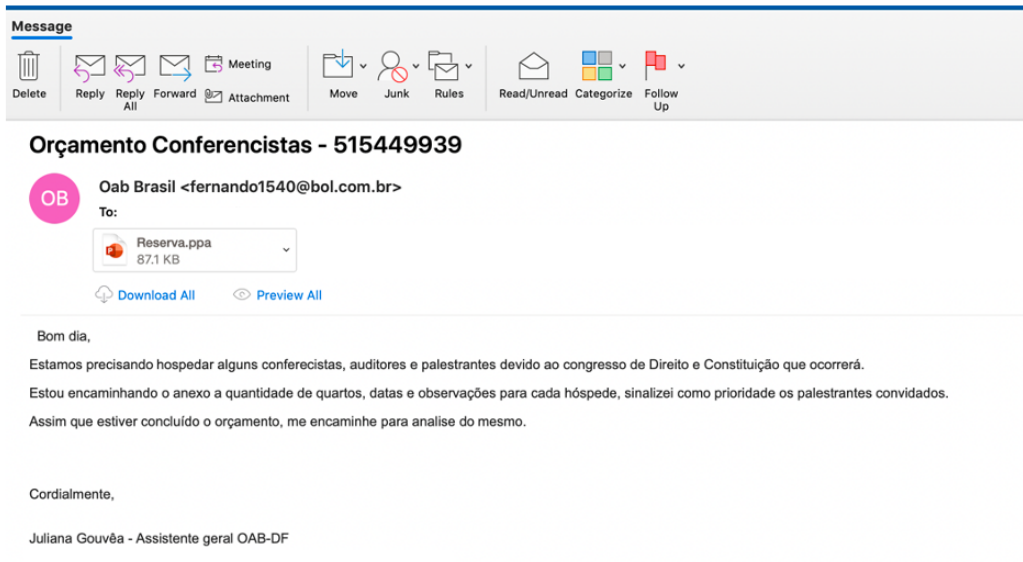 Message
Delete
Reply
Reply All
Forward
Meeting
Attachment
Move
Junk
Rules
Read/Unread
Categorize
Follow Up
Orçamento Conferencistas - 515449939
OB
Oab Brasil <fernando1540@bol.com.br>
To:
Reserva.ppa
87.1 KB
Download All
Preview All
Bom dia,
Estamos precisando hospedar alguns conferecistas, auditores e palestrantes devido ao congresso de Direito e Constituição que ocorrerá.
Estou encaminhando o anexo a quantidade de quartos, datas e observações para cada hóspede, sinalizei como prioridade os palestrantes convidados.
Assim que estiver concluído o orçamento, me encaminhe para analise do mesmo.
Cordialmente,
Juliana Gouvêa - Assistente geral OAB-DF